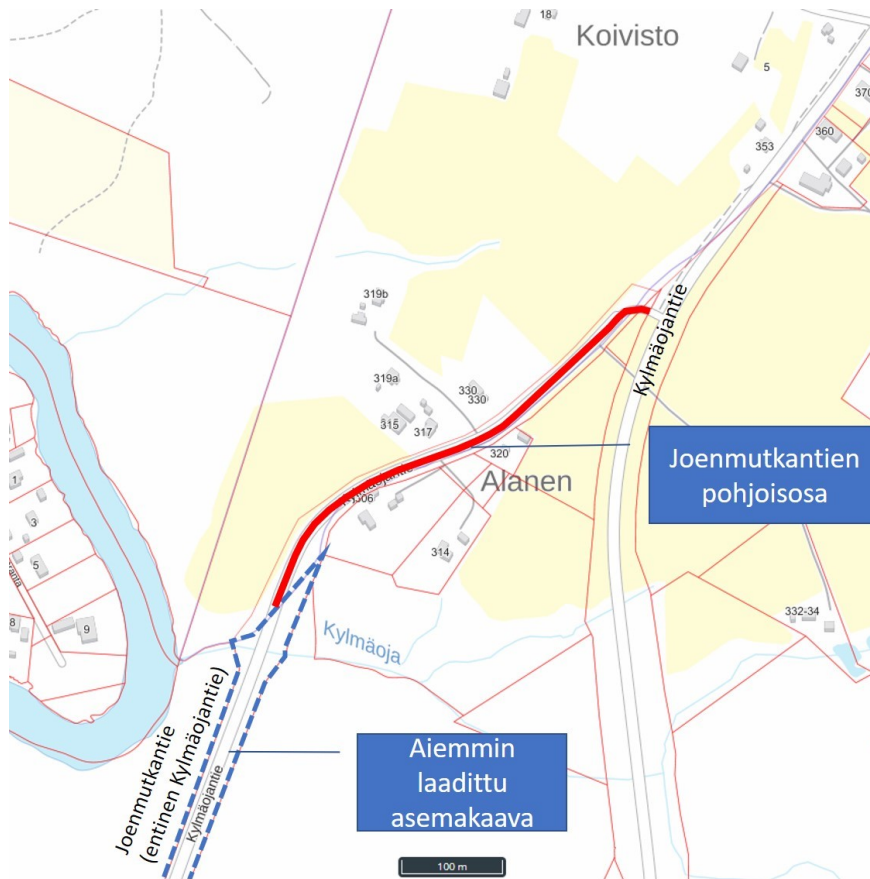 18
Koivisto
5
370
360
353
Kylmäojantie
319b
319a
330
330
315
317
320
Alanen
Kylmäojantie
314
Joenmutkantien
pohjoisosa
1
3
5
8
9
332-34
Kylmäoja
Joenmutkantie
(entinen Kylmäojantie)
Kylmäojantie
Aiemmin
laadittu
asemakaava
100 m